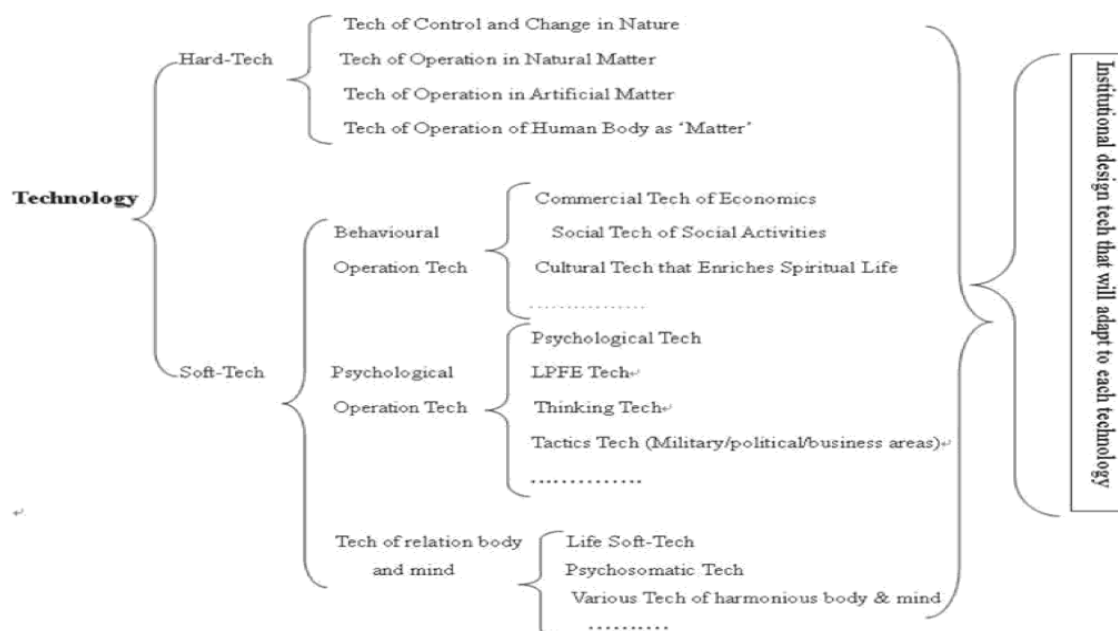 Tech of Control and Change in Nature
Hard-Tech
Tech of Operation in Natural Matter
Tech of Operation in Artificial Matter
Tech of Operation of Human Body as ‘Matter’
Technology
Commercial Tech of Economics
Behavioural
Operation Tech
Social Tech of Social Activities
Cultural Tech that Enriches Spiritual Life
...................
Soft-Tech
Psychological
Operation Tech
Psychological Tech
LPFE Tech
Thinking Tech
Tactics Tech (Military/political/business areas)
..............
Tech of relation body
and mind
Life Soft-Tech
Psychosomatic Tech
Various Tech of harmonious body & mind
..........
Institutional design tech that will adapt to each technology